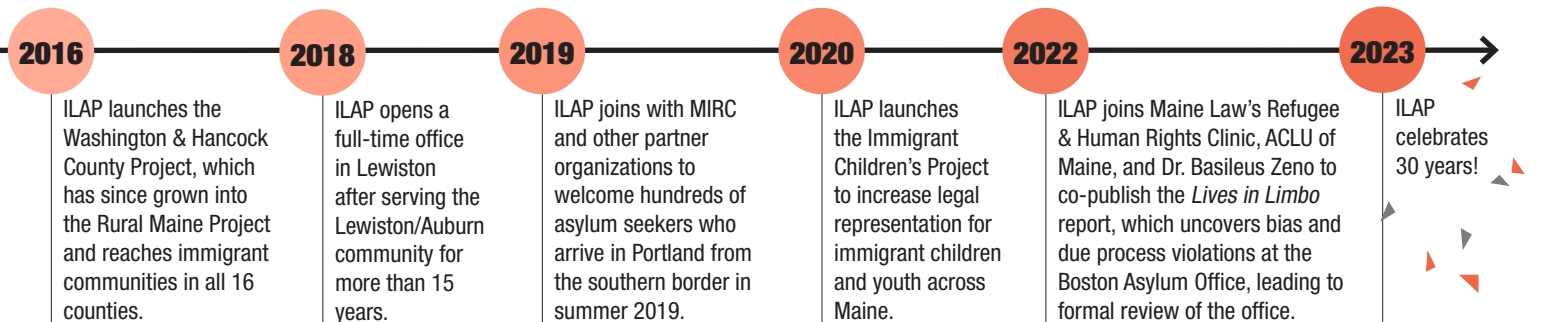 2016
ILAP launches the
Washington & Hancock
County Project, which
has since grown into
the Rural Maine Project
and reaches immigrant
communities in all 16
counties.
2018
ILAP opens a
full-time office
in Lewiston
after serving the
Lewiston/Auburn
community for
more than 15
years.
2019
ILAP joins with MIRC
and other partner
organizations to
welcome hundreds of
asylum seekers who
arrive in Portland from
the southern border in
summer 2019.
2020
ILAP launches
the Immigrant
Children’s Project
to increase legal
representation for
immigrant children
and youth across
Maine.
2022
ILAP joins Maine Law’s Refugee
& Human Rights Clinic, ACLU of
Maine, and Dr. Basileus Zeno to
co-publish the Lives in Limbo
report, which uncovers bias and
due process violations at the
Boston Asylum Office, leading to
formal review of the office.
2023
ILAP
celebrates
30 years!